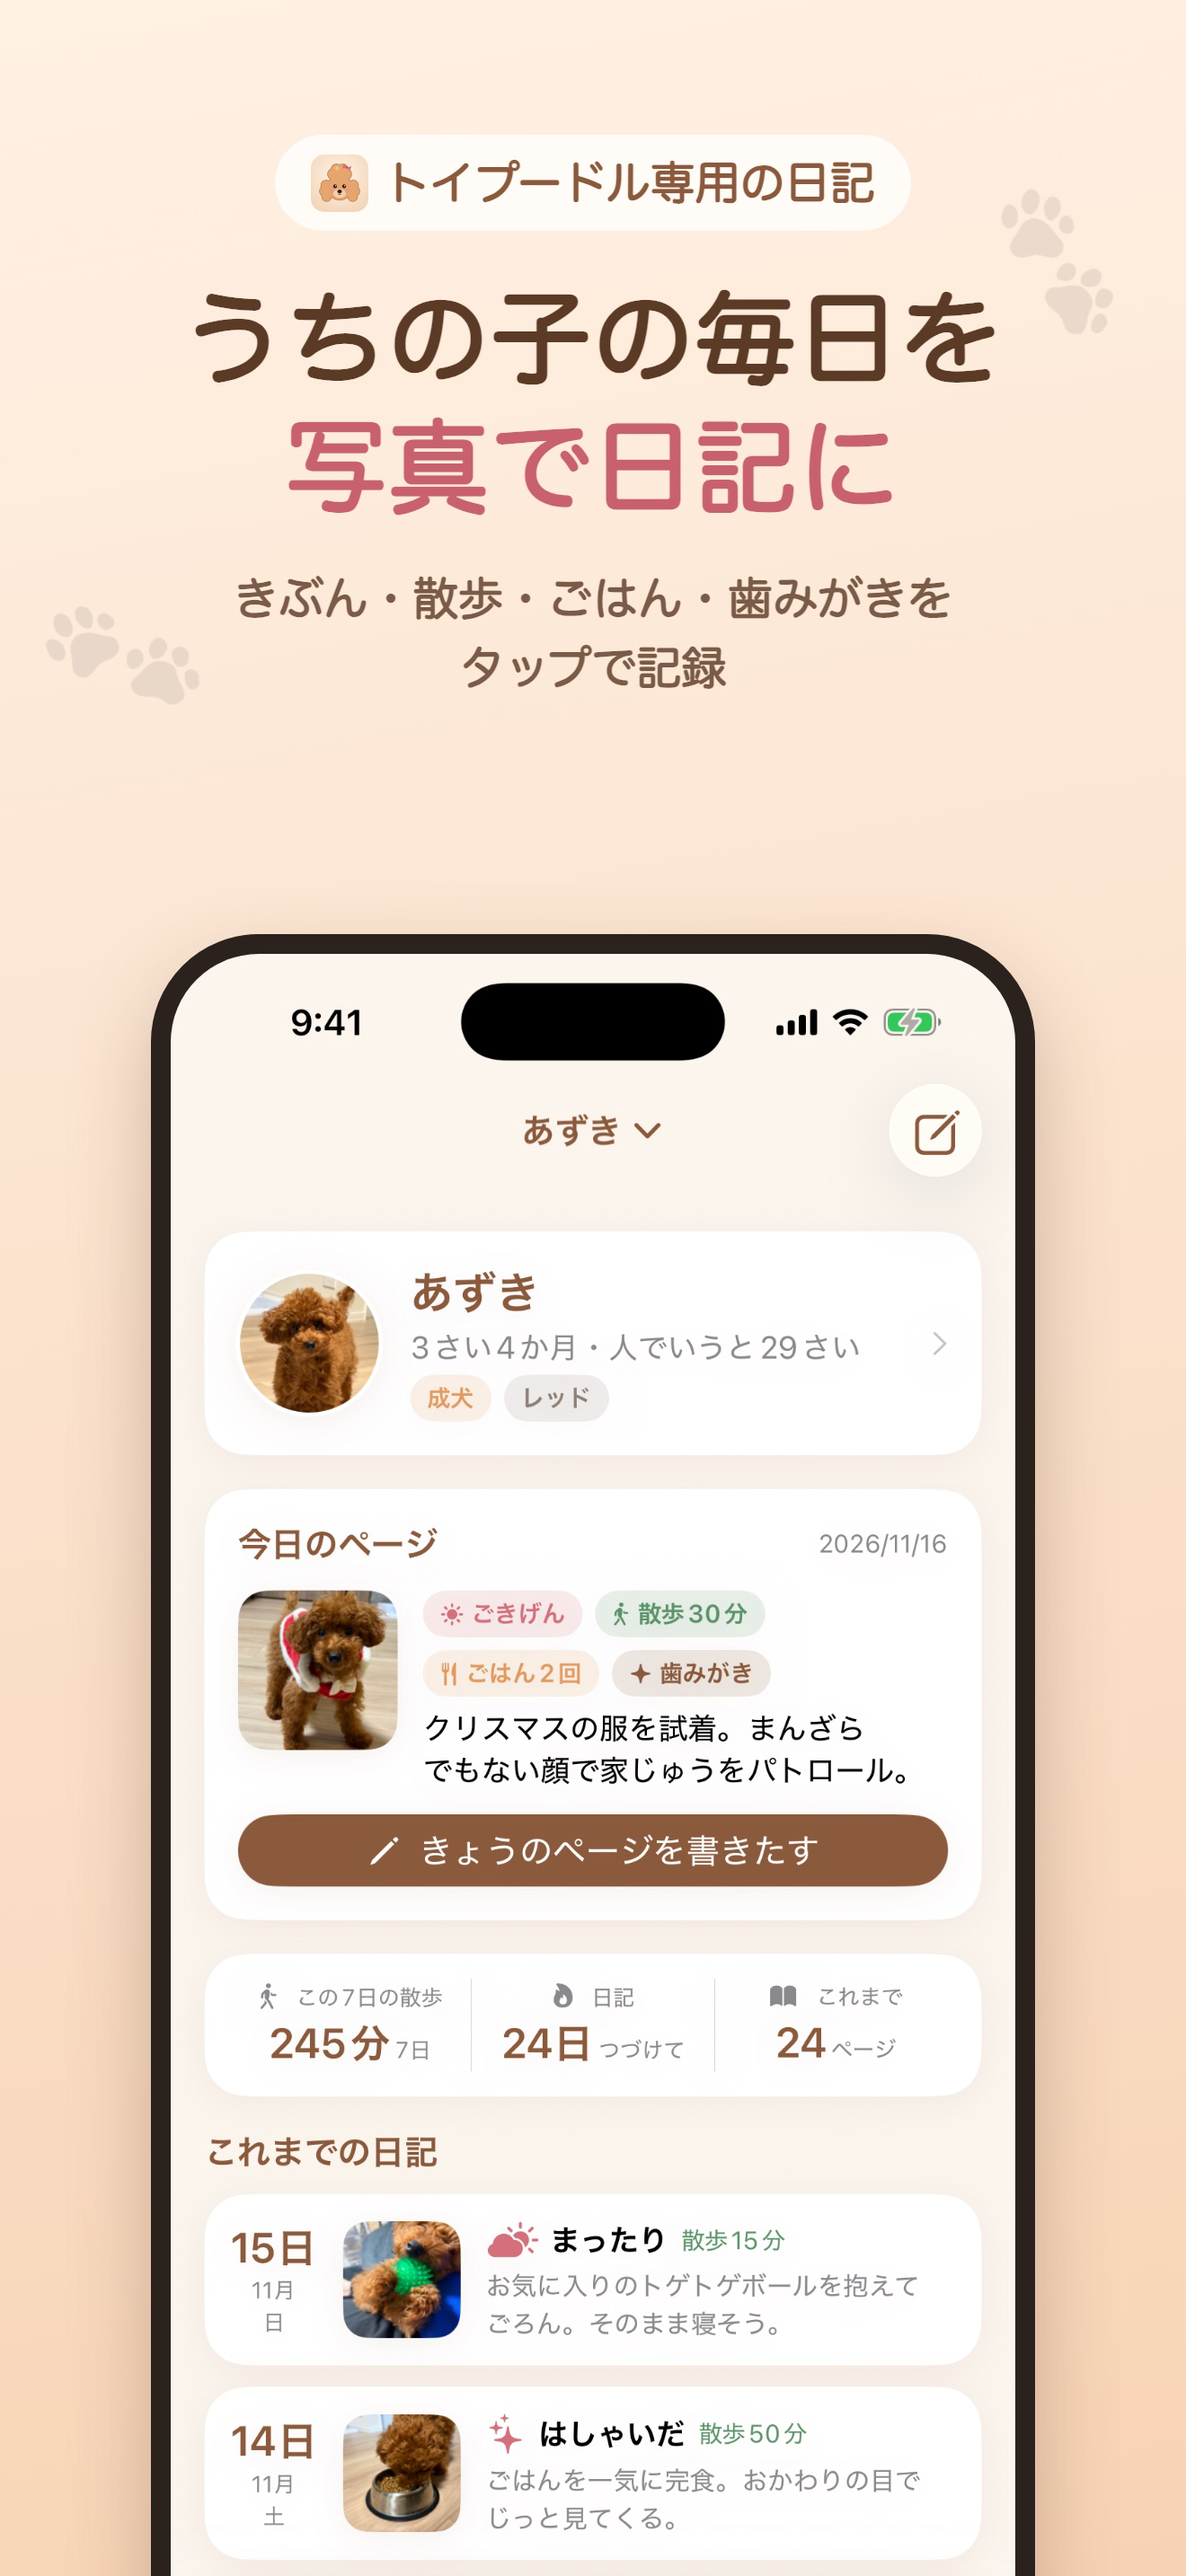 トイプードル専用の日記
うちの子の毎日を
写真で日記に
きぶん・散歩・ごはん・歯みがきを
タップで記録
9:41
あずき
あずき
3さい4か月・人でいうと29さい
成犬 レッド
今日のページ 2026/11/16
ごきげん 散歩30分
ごはん2回 歯みがき
クリスマスの服を試着。まんざら
でもない顔で家じゅうをパトロール。
きょうのページを書きたす
この7日の散歩 日記 これまで
245分 7日 24日 つづけて 24 ページ
これまでの日記
15日 まったり 散歩15分
11月 お気に入りのトゲトゲボールを抱えて
日 ごろん。そのまま寝そう。
14日 はしゃいだ 散歩50分
11月 ごはんを一気に完食。おかわりの目で
土 じっと見てくる。